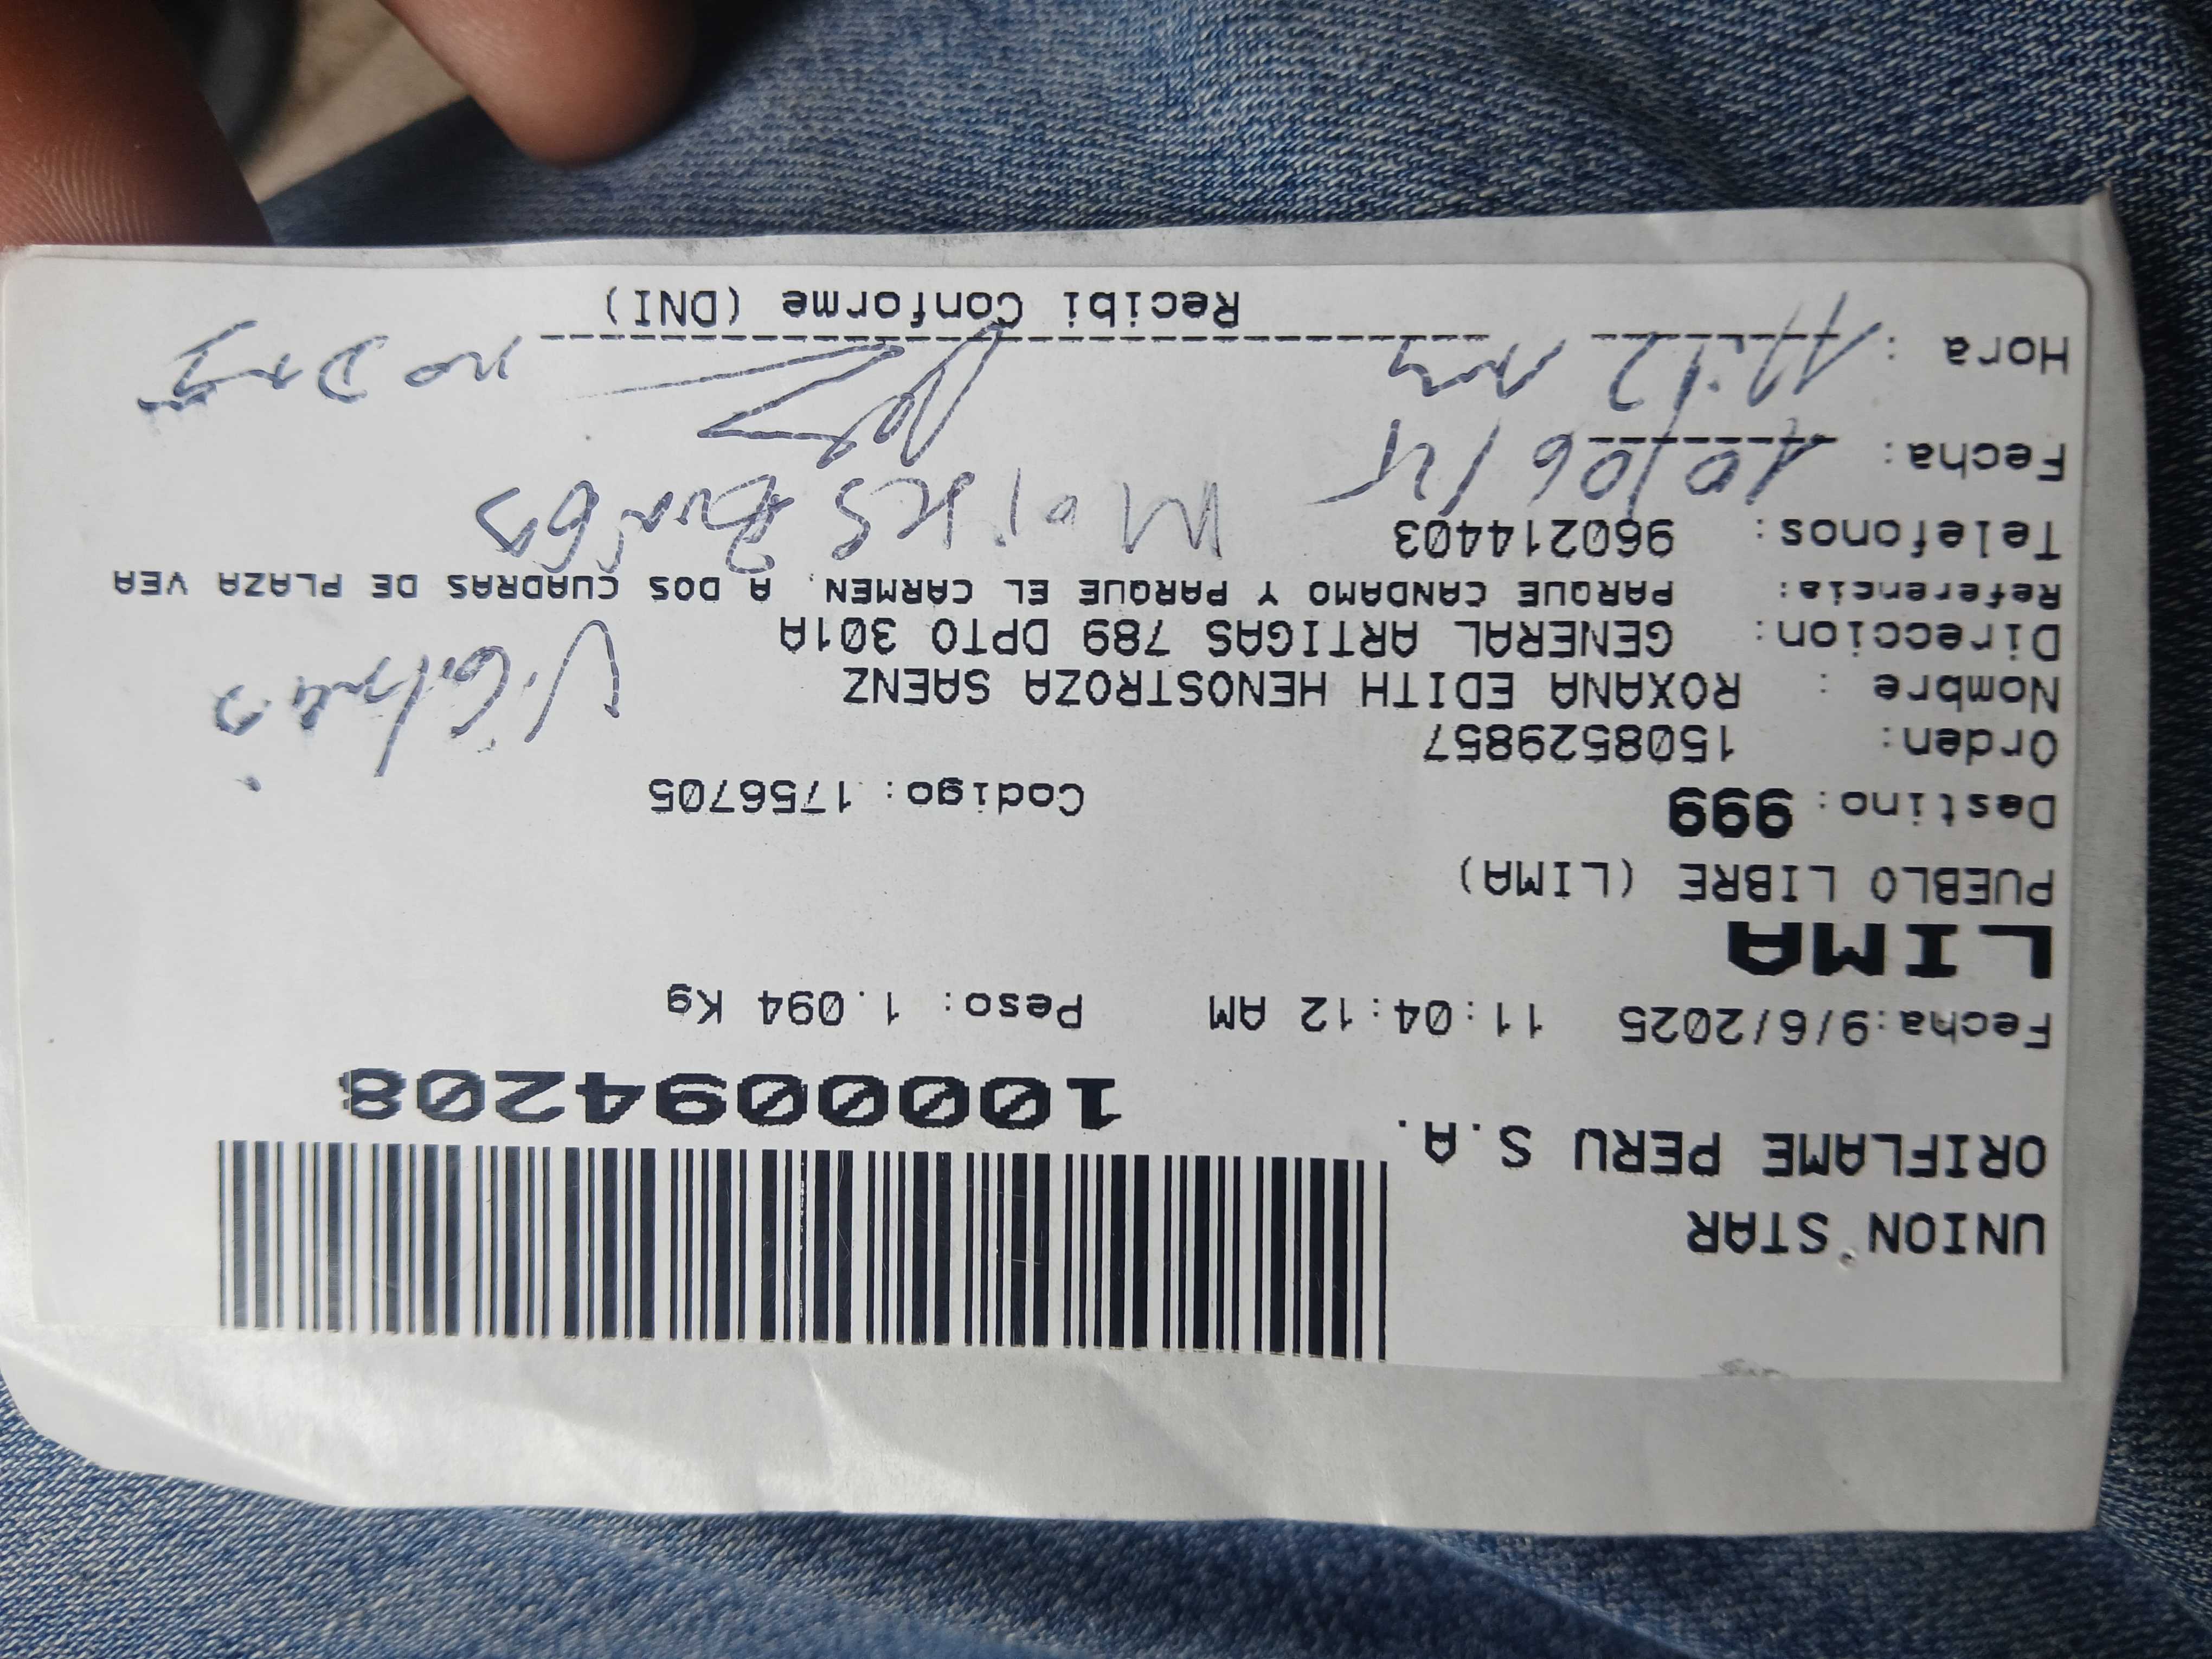 UNION STAR
ORIFLAME PERU S.A.
1000094208
Fecha:9/6/2025 11:04:12 AM Peso: 1.094 Kg
LIMA
PUEBLO LIBRE (LIMA)
Destino: 999 Codigo: 1756705
Orden: 1508529857
Nombre : ROXANA EDITH HENOSTROZA SAENZ
Direccion: GENERAL ARTIGAS 789 DPTO 301A
Referencia: PARQUE CANDAMO Y PARQUE EL CARMEN, A DOS CUADRAS DE PLAZA VEA
Telefonos: 960214403
Fecha: 10/06/
Hora : 11:12
no DNI
Recibi Conforme (DNI)